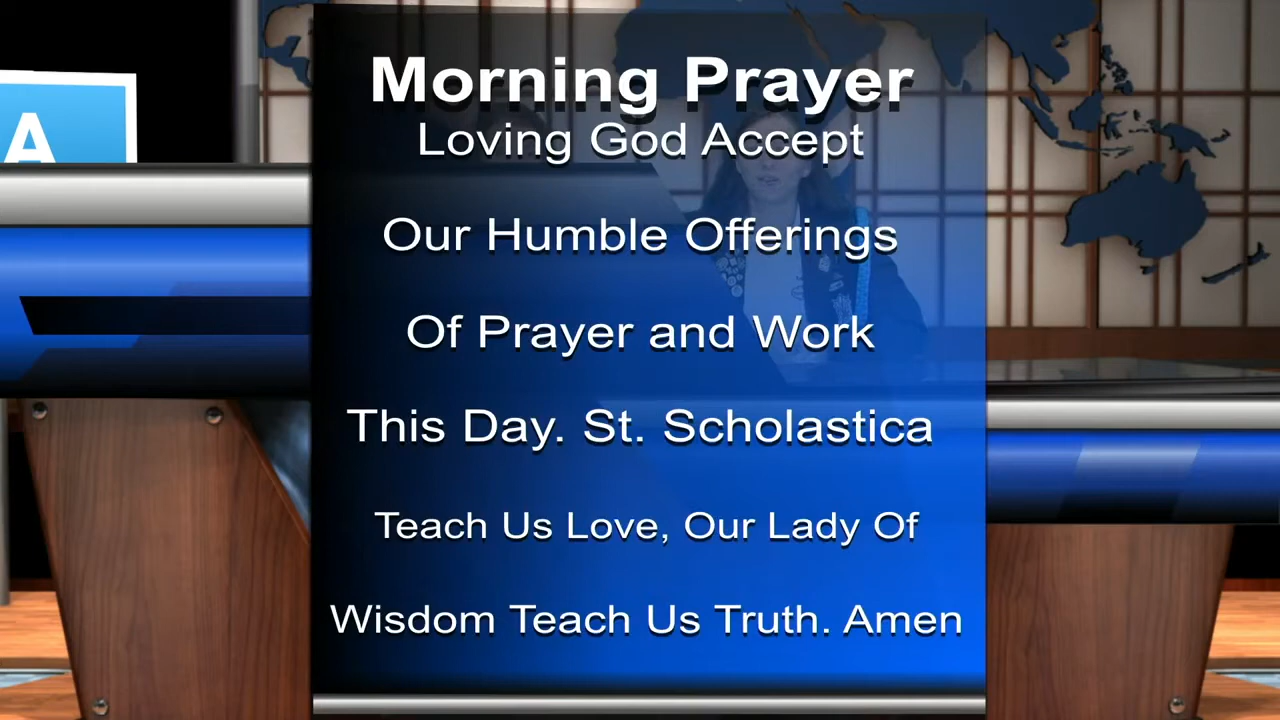 A
Morning Prayer
Loving God Accept
Our Humble Offerings
Of Prayer and Work
This Day. St. Scholastica
Teach Us Love, Our Lady Of
Wisdom Teach Us Truth. Amen